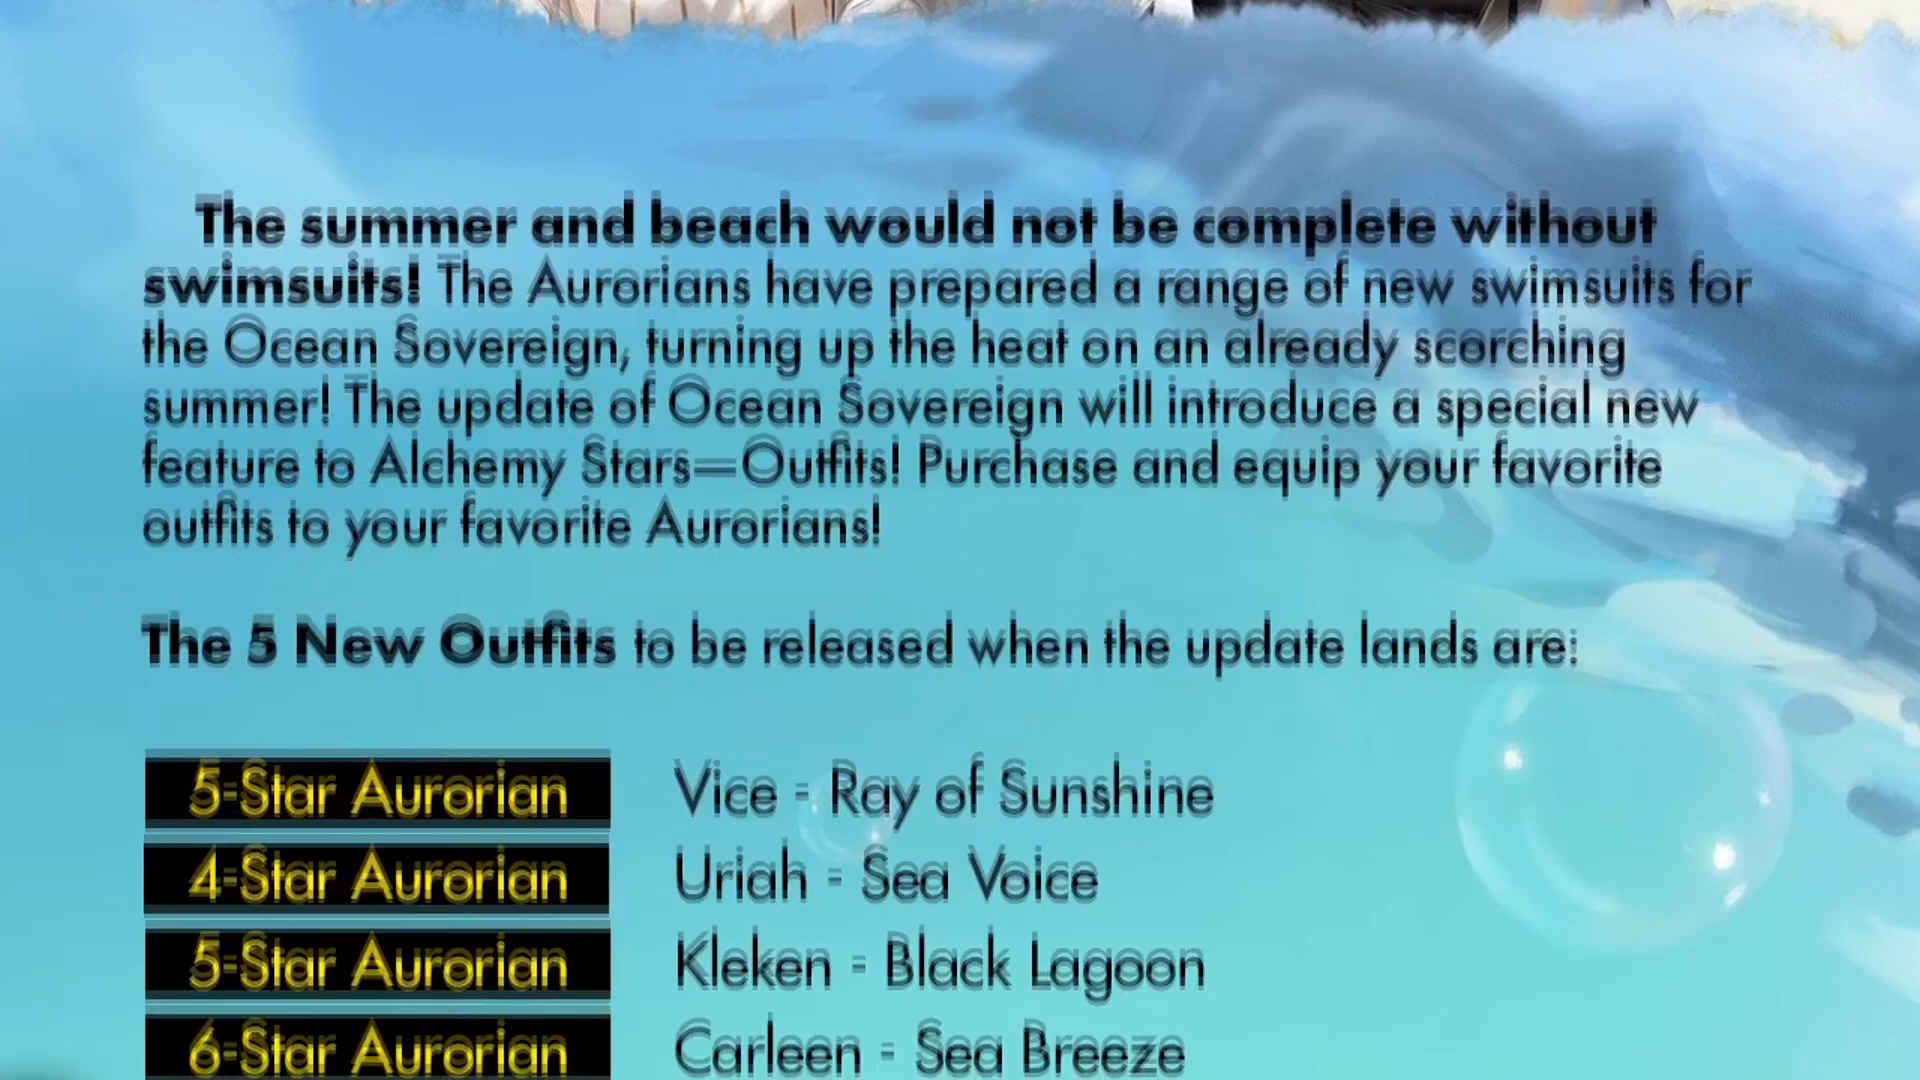 The summer and beach would not be complete without
swimsuits! The Aurorians have prepared a range of new swimsuits for
the Ocean Sovereign, turning up the heat on an already scorching
summer! The update of Ocean Sovereign will introduce a special new
feature to Alchemy Stars—Outfits! Purchase and equip your favorite
outfits to your favorite Aurorians!
The 5 New Outfits to be released when the update lands are:
5-Star Aurorian Vice - Ray of Sunshine
4-Star Aurorian Uriah - Sea Voice
5-Star Aurorian Kleken - Black Lagoon
6-Star Aurorian Carleen - Sea Breeze